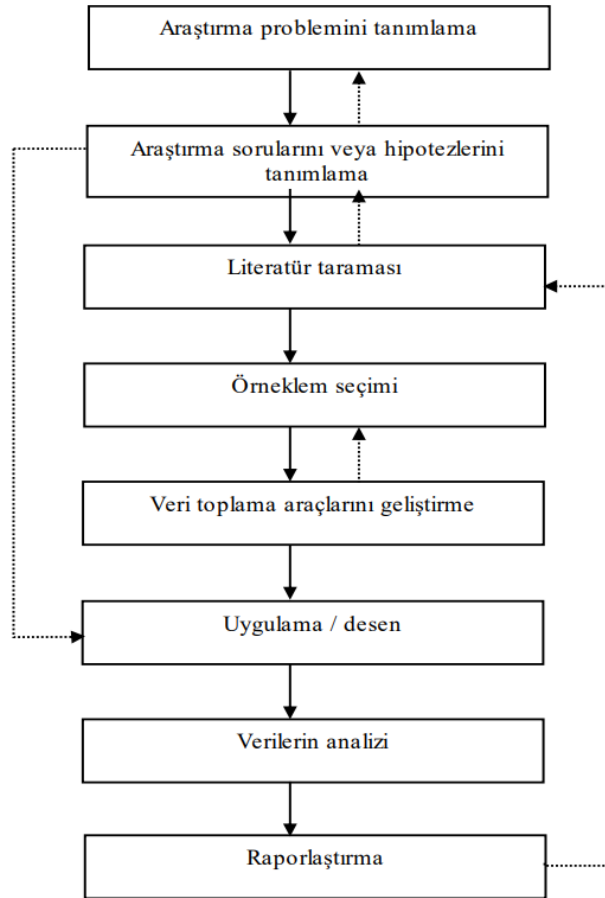 Araştırma problemini tanımlama
Araştırma sorularını veya hipotezlerini
tanımlama
Literatür taraması
Örneklem seçimi
Veri toplama araçlarını geliştirme
Uygulama / desen
Verilerin analizi
Raporlaştırma